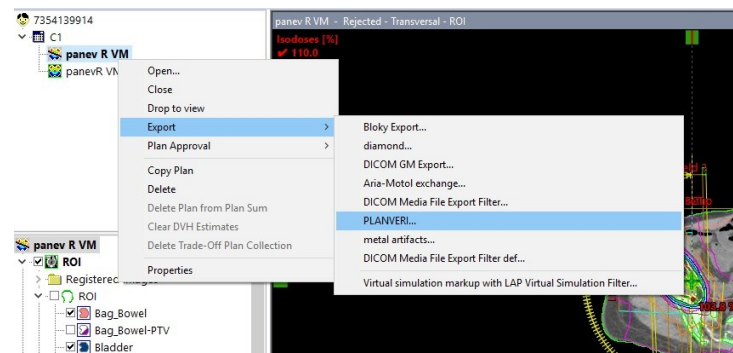 7354139914
C1
panev R VM
panevR VM
panev R VM - Rejected - Transversal - ROI
Isodoses [%]
110.0
Open...
Close
Drop to view
Export
Plan Approval
Copy Plan
Delete
Delete Plan from Plan Sum
Clear DVH Estimates
Delete Trade-Off Plan Collection
Properties
Bloky Export...
diamond...
DICOM GM Export...
Aria-Motol exchange...
DICOM Media File Export Filter...
PLANVERI...
metal artifacts...
DICOM Media File Export Filter def...
Virtual simulation markup with LAP Virtual Simulation Filter...
panev R VM
ROI
Registered Images
ROI
Bag_Bowel
Bag_Bowel-PTV
Bladder